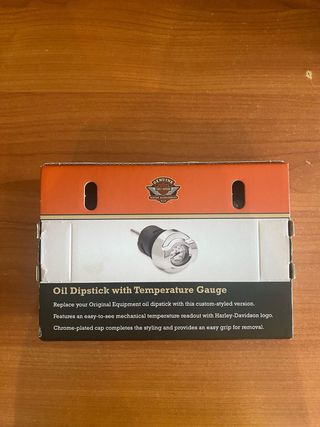 GENUINE
Oil Dipstick with Temperature Gauge
Replace your Original Equipment oil dipstick with this custom-styled version.
Features an easy-to-see mechanical temperature readout with Harley-Davidson logo.
Chrome-plated cap completes the styling and provides an easy grip for removal.